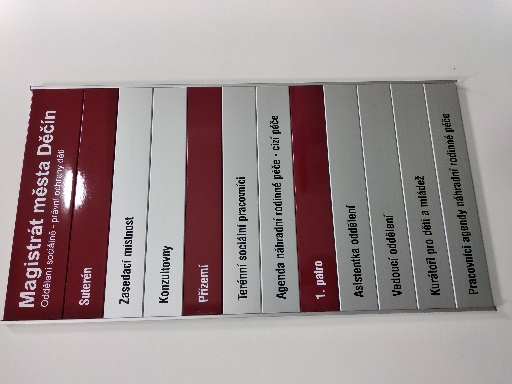 Magistrát města Děčín
Oddělení sociálně - právní ochrany dětí
Suterén
Zasedací místnost
Konzultovny
Přízemí
Terénní sociální pracovníci
Agenda náhradní rodinné péče - cizí péče
1. patro
Asistentka oddělení
Vedoucí oddělení
Kurátoři pro děti a mládež
Pracovníci agendy náhradní rodinné péče